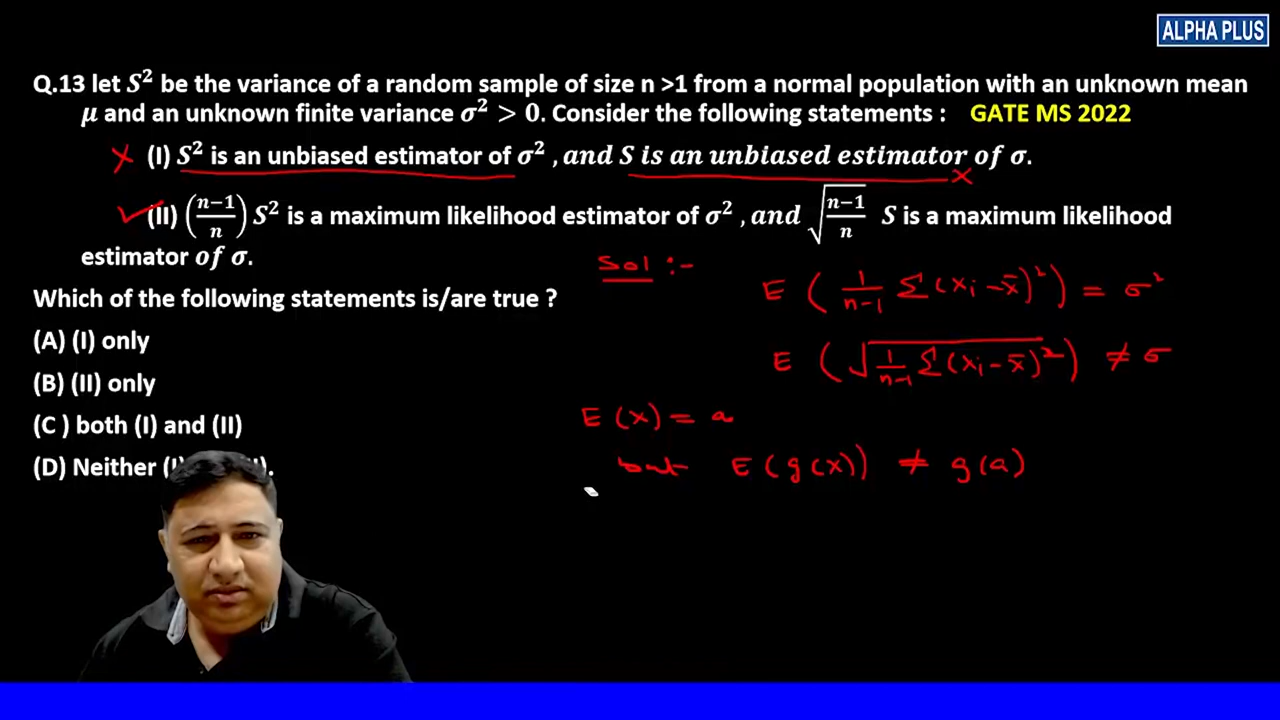 ALPHA PLUS
Q.13 let S² be the variance of a random sample of size n >1 from a normal population with an unknown mean
μ and an unknown finite variance σ² > 0. Consider the following statements : GATE MS 2022
(I) S² is an unbiased estimator of σ² , and S is an unbiased estimator of σ.
(II) ((n−1)/n) S² is a maximum likelihood estimator of σ² , and √((n−1)/n) S is a maximum likelihood
estimator of σ.
Sol :-
E ( 1/(n-1) Σ(xi - x̄)² ) = σ²
Which of the following statements is/are true ?
(A) (I) only
E ( √(1/(n-1) Σ(xi - x̄)²) ) ≠ σ
(B) (II) only
(C ) both (I) and (II)
E (x) = a
(D) Neither (I) ).
but E (g(x)) ≠ g(a)